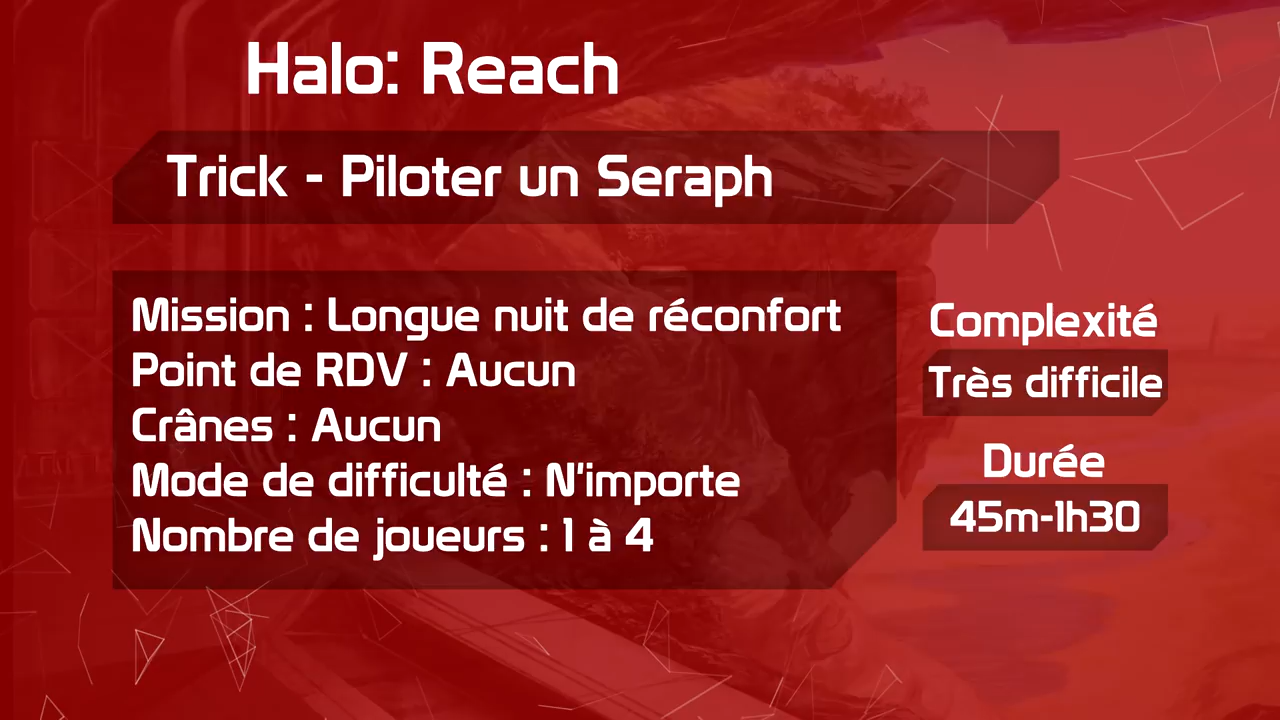 Halo: Reach
Trick - Piloter un Seraph
Mission : Longue nuit de réconfort
Point de RDV : Aucun
Crânes : Aucun
Mode de difficulté : N'importe
Nombre de joueurs : 1 à 4
Complexité
Très difficile
Durée
45m-1h30